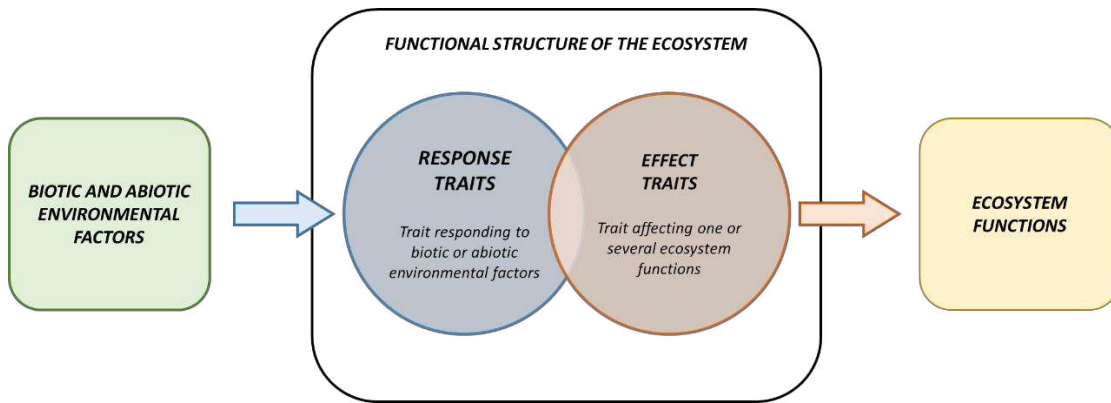 FUNCTIONAL STRUCTURE OF THE ECOSYSTEM
BIOTIC AND ABIOTIC
ENVIRONMENTAL
FACTORS
RESPONSE
TRAITS
Trait responding to
biotic or abiotic
environmental factors
EFFECT
TRAITS
Trait affecting one or
several ecosystem
functions
ECOSYSTEM
FUNCTIONS